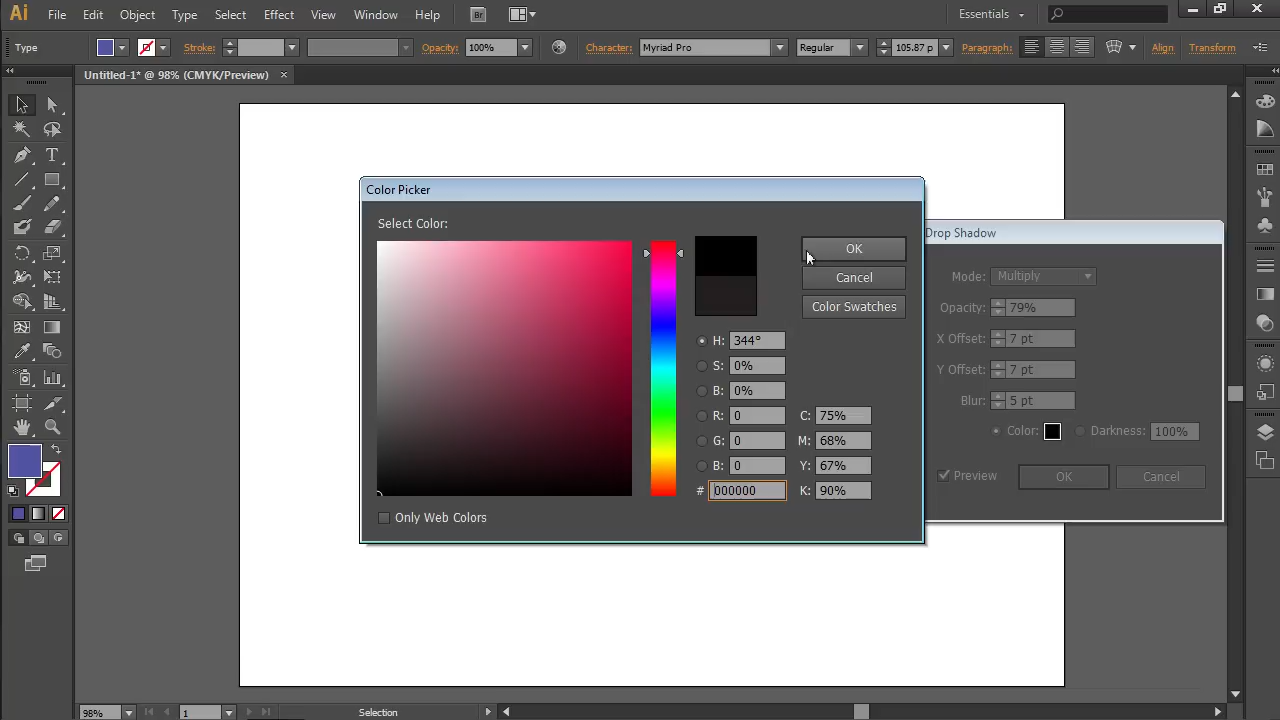 Ai File Edit Object Type Select Effect View Window Help Br Essentials
Type Stroke: Opacity: 100% Character: Myriad Pro Regular 105.87 p Paragraph: Align Transform
Untitled-1* @ 98% (CMYK/Preview)
Color Picker
Select Color:
OK
Cancel
Color Swatches
H: 344°
S: 0%
B: 0%
R: 0 C: 75%
G: 0 M: 68%
B: 0 Y: 67%
# 000000 K: 90%
Only Web Colors
Drop Shadow
Mode: Multiply
Opacity: 79%
X Offset: 7 pt
Y Offset: 7 pt
Blur: 5 pt
Color: Darkness: 100%
Preview OK Cancel
98% 1 Selection